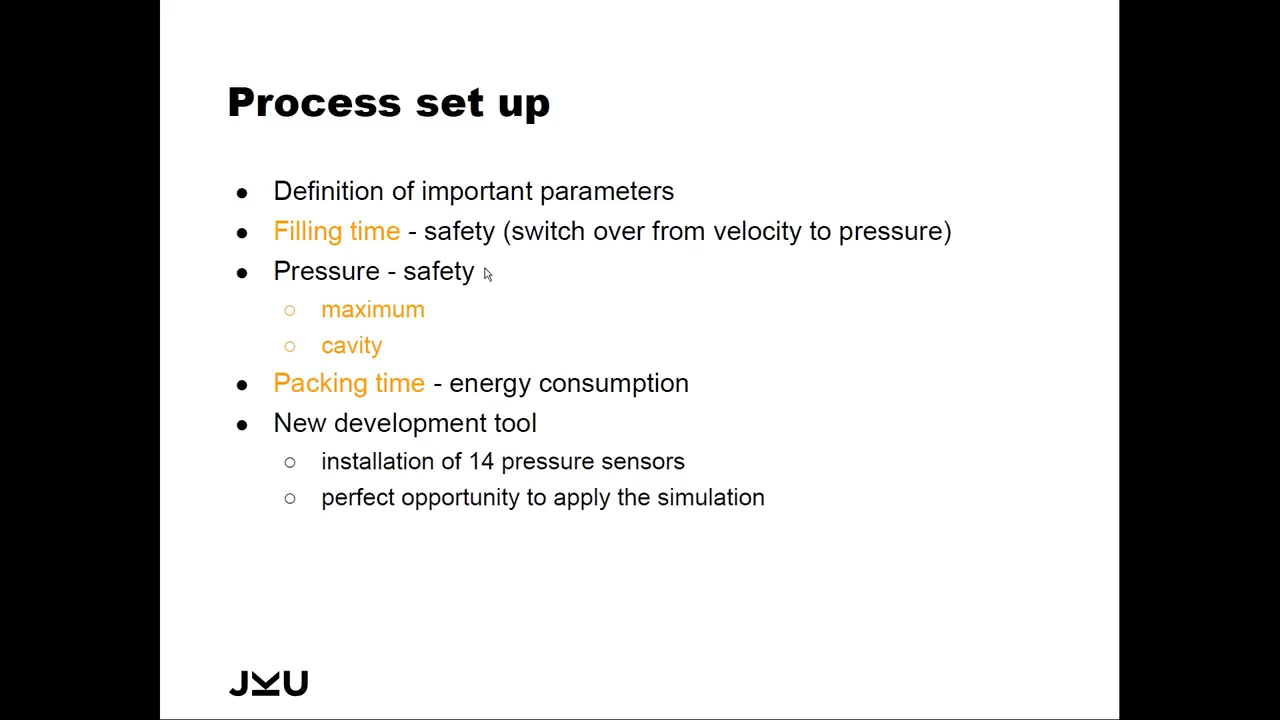 Process set up
● Definition of important parameters
● Filling time - safety (switch over from velocity to pressure)
● Pressure - safety
○ maximum
○ cavity
● Packing time - energy consumption
● New development tool
○ installation of 14 pressure sensors
○ perfect opportunity to apply the simulation
JKU